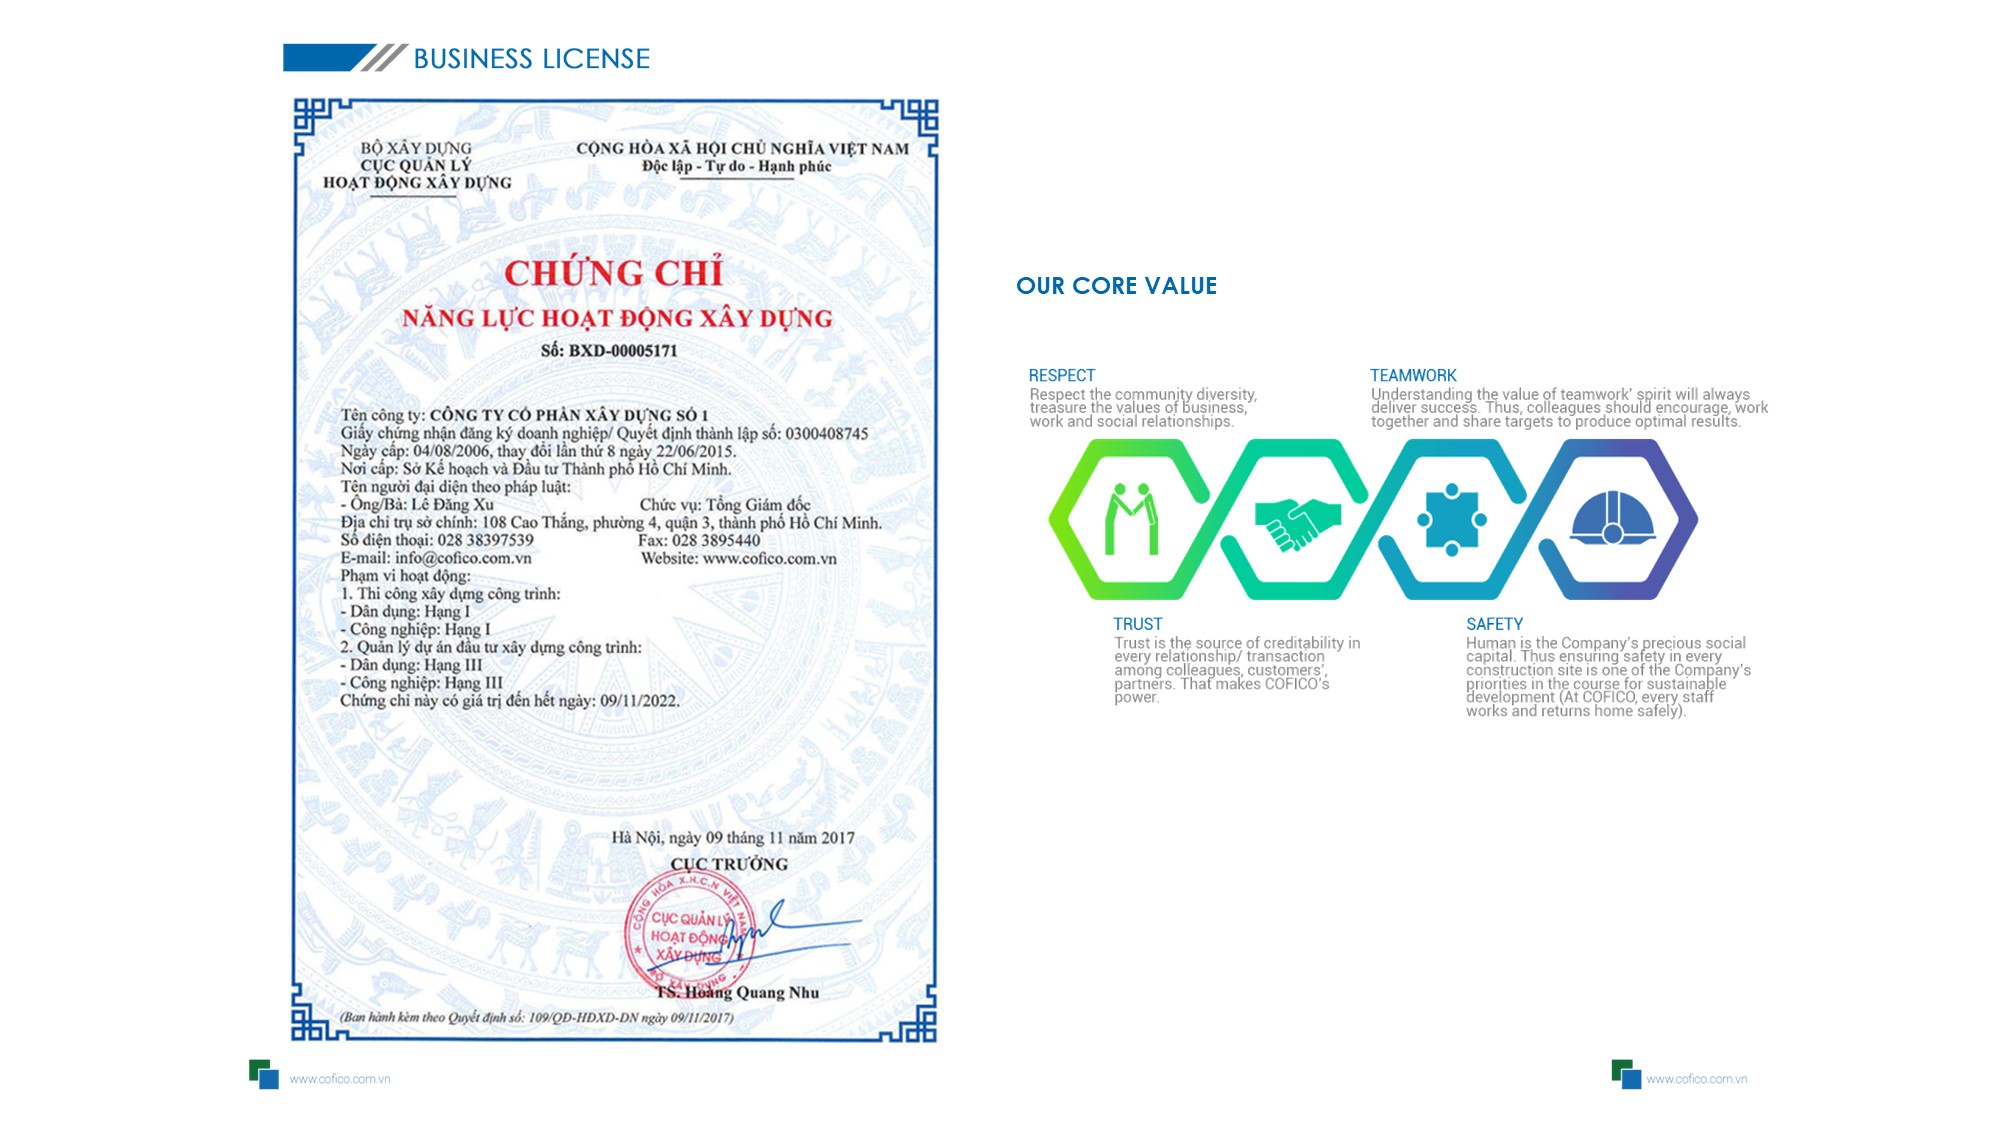 BUSINESS LICENSE
BỘ XÂY DỰNG
CỤC QUẢN LÝ
HOẠT ĐỘNG XÂY DỰNG
CỘNG HÒA XÃ HỘI CHỦ NGHĨA VIỆT NAM
Độc lập - Tự do - Hạnh phúc
CHỨNG CHỈ
NĂNG LỰC HOẠT ĐỘNG XÂY DỰNG
Số: BXD-00005171
Tên công ty: CÔNG TY CỔ PHẦN XÂY DỰNG SỐ 1
Giấy chứng nhận đăng ký doanh nghiệp/ Quyết định thành lập số: 0300408745
Ngày cấp: 04/08/2006, thay đổi lần thứ 8 ngày 22/06/2015.
Nơi cấp: Sở Kế hoạch và Đầu tư Thành phố Hồ Chí Minh.
Tên người đại diện theo pháp luật:
- Ông/Bà: Lê Đăng Xu Chức vụ: Tổng Giám đốc
Địa chỉ trụ sở chính: 108 Cao Thắng, phường 4, quận 3, thành phố Hồ Chí Minh.
Số điện thoại: 028 38397539 Fax: 028 3895440
E-mail: info@cofico.com.vn Website: www.cofico.com.vn
Phạm vi hoạt động:
1. Thi công xây dựng công trình:
- Dân dụng: Hạng I
- Công nghiệp: Hạng I
2. Quản lý dự án đầu tư xây dựng công trình:
- Dân dụng: Hạng III
- Công nghiệp: Hạng III
Chứng chỉ này có giá trị đến hết ngày: 09/11/2022.
Hà Nội, ngày 09 tháng 11 năm 2017
CỤC TRƯỞNG
CỘNG HÒA X.H.C.N VIỆT NAM
CỤC QUẢN LÝ
HOẠT ĐỘNG
XÂY DỰNG
BỘ XÂY DỰNG
TS. Hoàng Quang Nhu
(Ban hành kèm theo Quyết định số: 109/QĐ-HĐXD-DN ngày 09/11/2017)
www.cofico.com.vn
OUR CORE VALUE
RESPECT
Respect the community diversity,
treasure the values of business,
work and social relationships.
TEAMWORK
Understanding the value of teamwork' spirit will always
deliver success. Thus, colleagues should encourage, work
together and share targets to produce optimal results.
TRUST
Trust is the source of creditability in
every relationship/ transaction
among colleagues, customers',
partners. That makes COFICO's
power.
SAFETY
Human is the Company's precious social
capital. Thus ensuring safety in every
construction site is one of the Company's
priorities in the course for sustainable
development (At COFICO, every staff
works and returns home safely).
www.cofico.com.vn